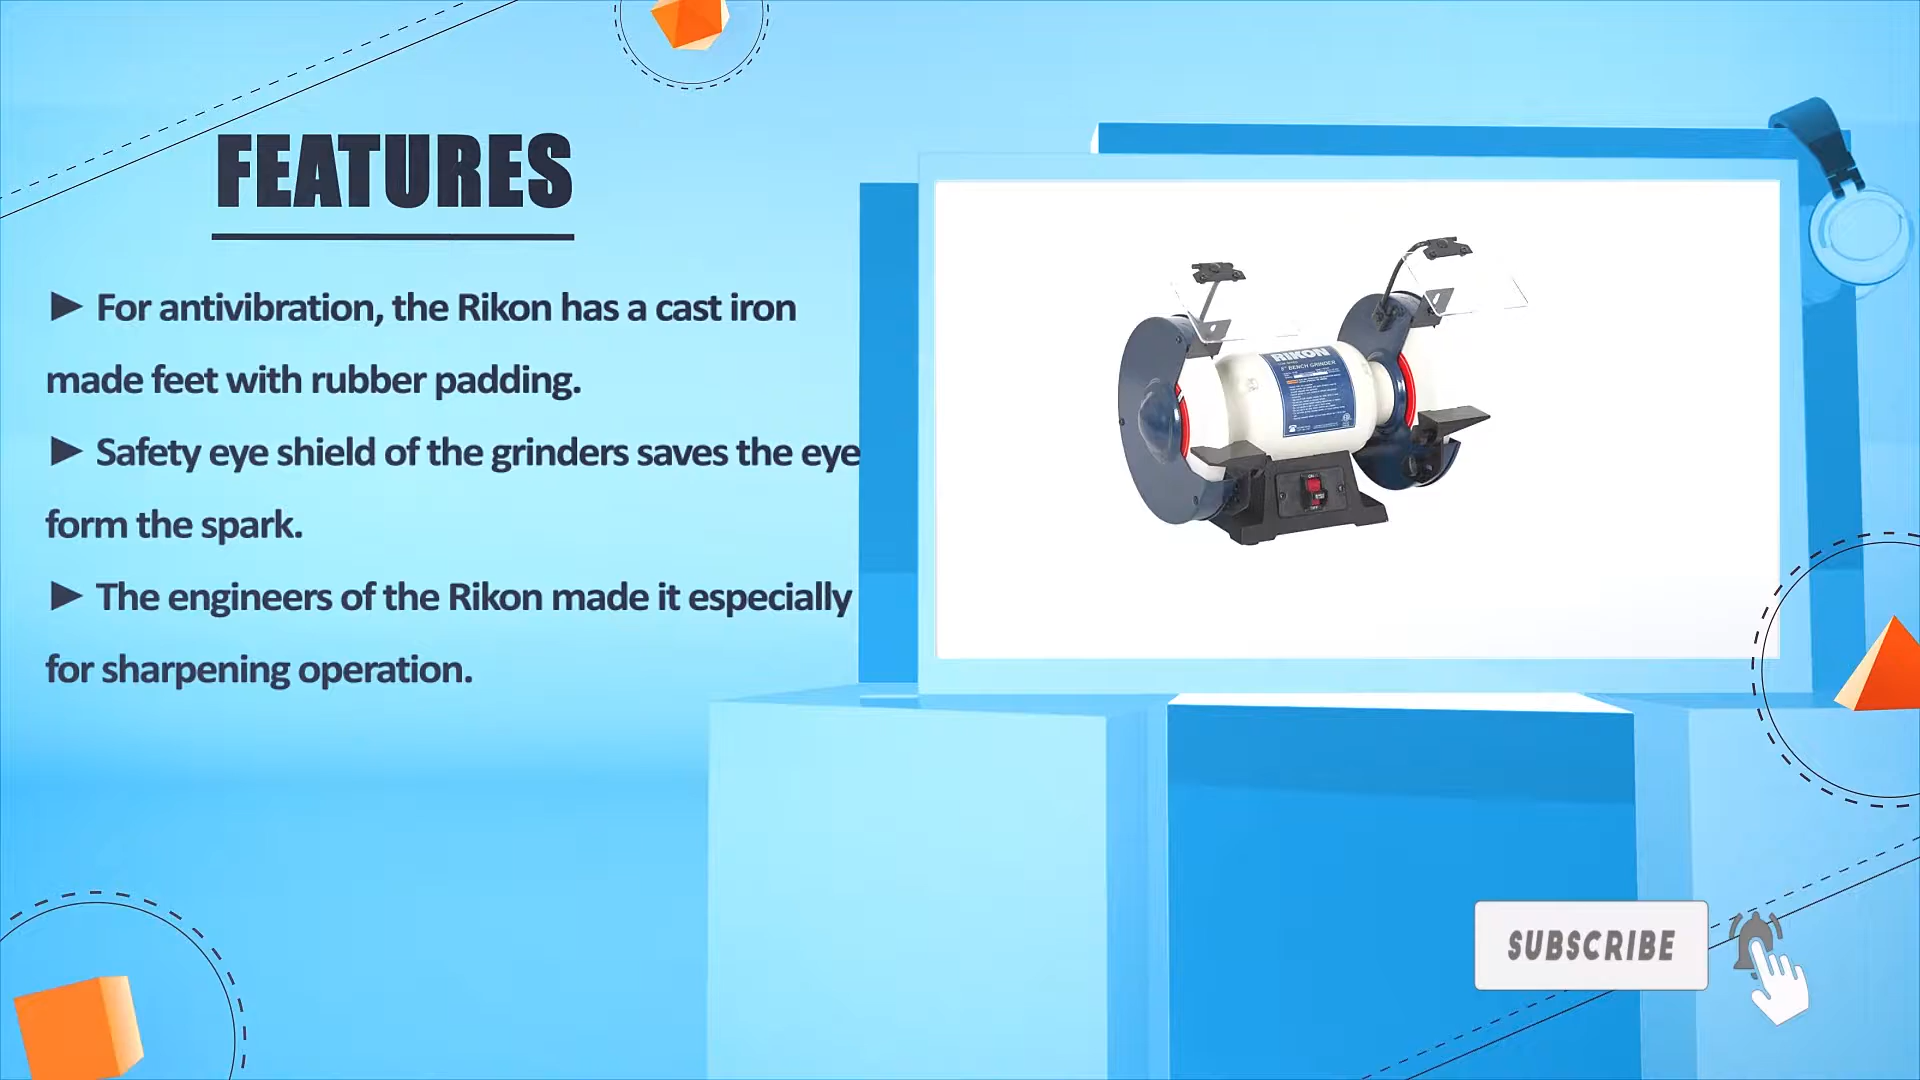 FEATURES
► For antivibration, the Rikon has a cast iron
made feet with rubber padding.
► Safety eye shield of the grinders saves the eye
form the spark.
► The engineers of the Rikon made it especially
for sharpening operation.
RIKON
8" BENCH GRINDER
SUBSCRIBE